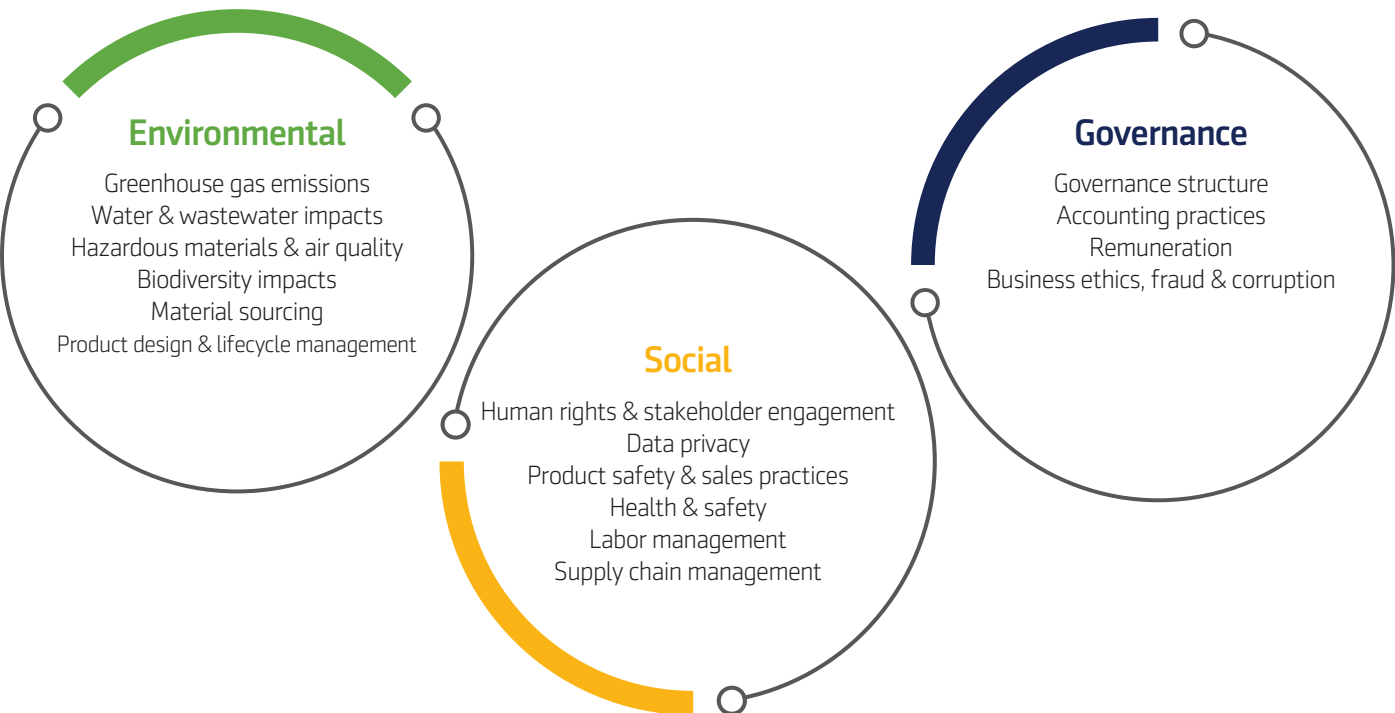 Environmental
Greenhouse gas emissions
Water & wastewater impacts
Hazardous materials & air quality
Biodiversity impacts
Material sourcing
Product design & lifecycle management
Social
Human rights & stakeholder engagement
Data privacy
Product safety & sales practices
Health & safety
Labor management
Supply chain management
Governance
Governance structure
Accounting practices
Remuneration
Business ethics, fraud & corruption